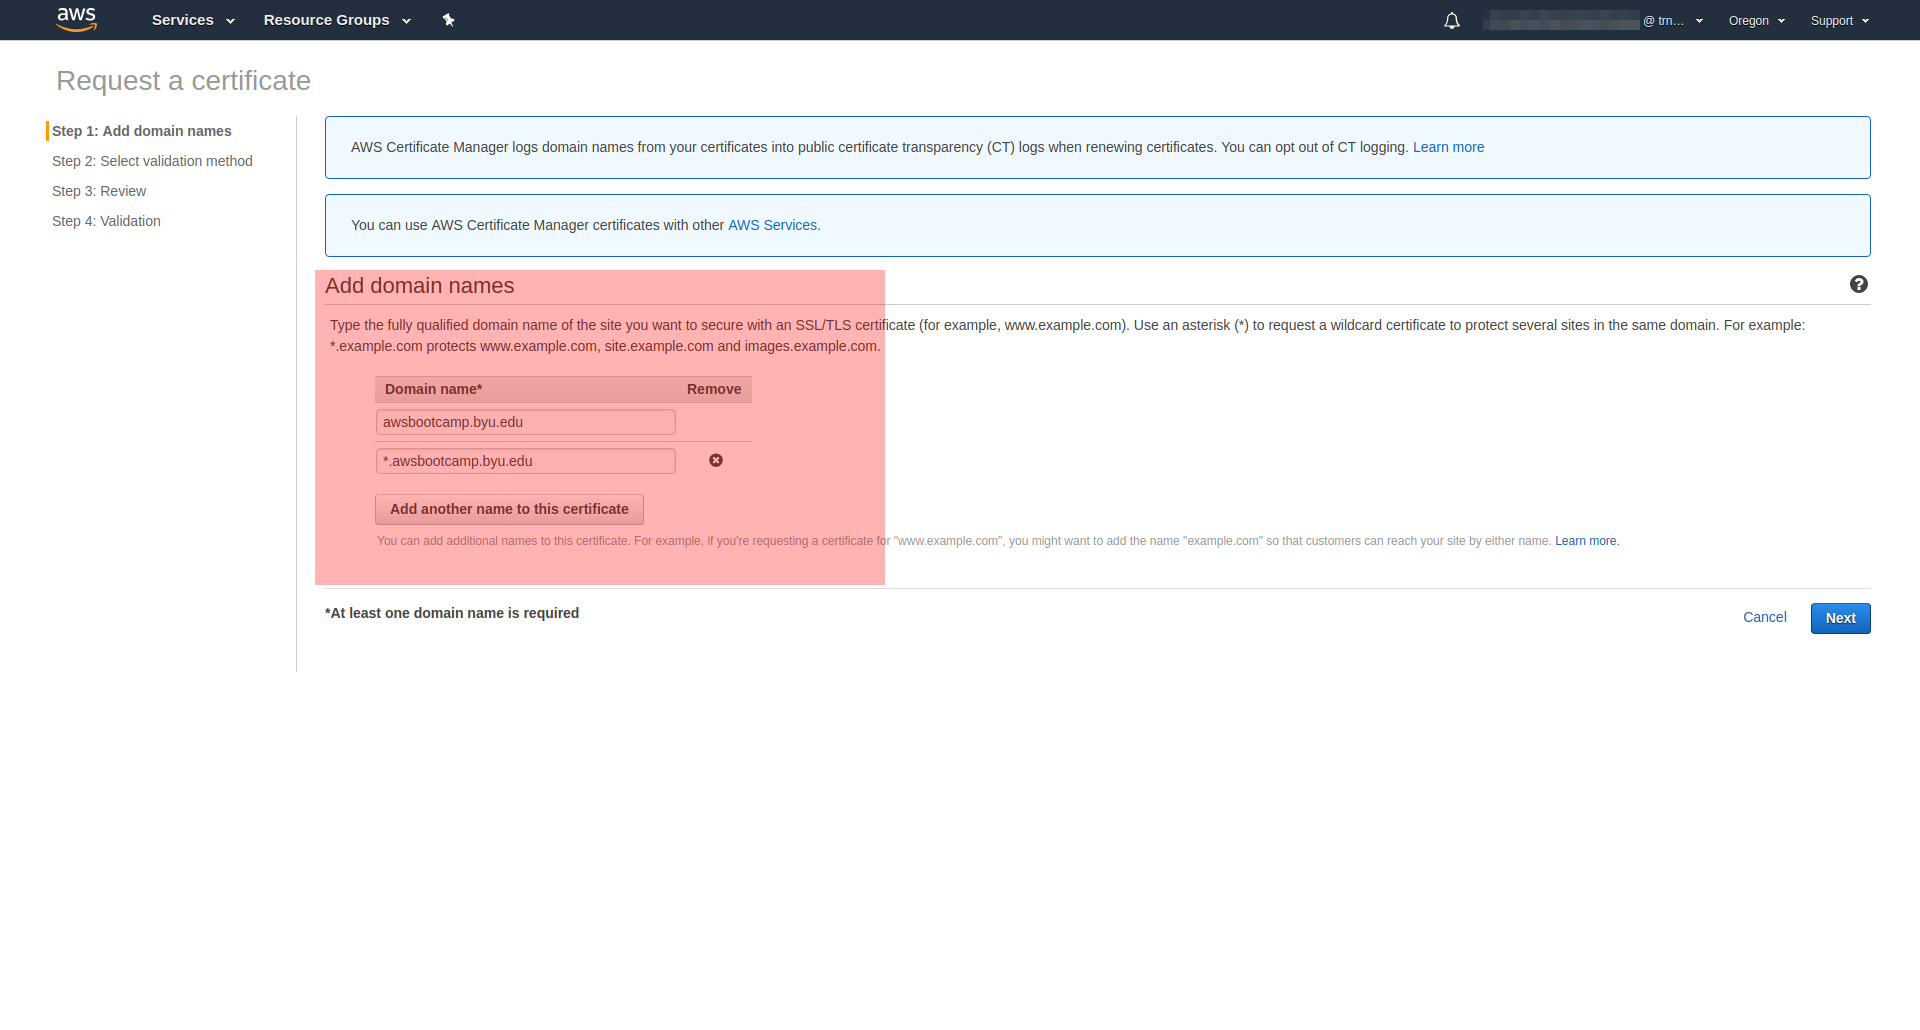 aws Services Resource Groups @ trn... Oregon Support
Request a certificate
Step 1: Add domain names
Step 2: Select validation method
Step 3: Review
Step 4: Validation
AWS Certificate Manager logs domain names from your certificates into public certificate transparency (CT) logs when renewing certificates. You can opt out of CT logging. Learn more
You can use AWS Certificate Manager certificates with other AWS Services.
Add domain names
Type the fully qualified domain name of the site you want to secure with an SSL/TLS certificate (for example, www.example.com). Use an asterisk (*) to request a wildcard certificate to protect several sites in the same domain. For example:
*.example.com protects www.example.com, site.example.com and images.example.com.
Domain name* Remove
awsbootcamp.byu.edu
*.awsbootcamp.byu.edu
Add another name to this certificate
You can add additional names to this certificate. For example, if you're requesting a certificate for "www.example.com", you might want to add the name "example.com" so that customers can reach your site by either name. Learn more.
*At least one domain name is required
Cancel Next